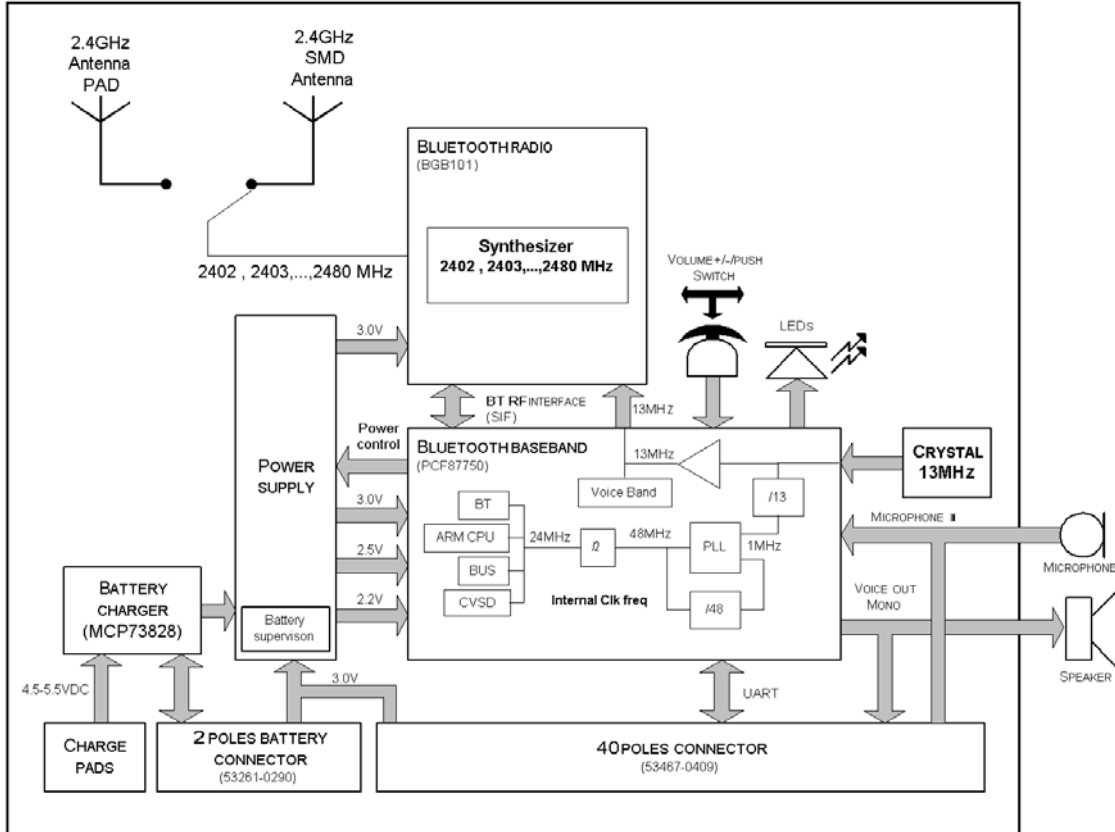 2.4GHz
Antenna
PAD
2.4GHz
SMD
Antenna
BLUETOOTH RADIO
(BGB101)
Synthesizer
2402 , 2403,...,2480 MHz
2402 , 2403,...,2480 MHz
VOLUME+/-/PUSH
SWITCH
LEDs
3.0V
BT RF INTERFACE
(SIF)
13MHz
Power
control
BLUETOOTH BASEBAND
(PCF87750)
POWER
SUPPLY
13MHz
Voice Band
/13
CRYSTAL
13MHz
3.0V
BT
ARM CPU
BUS
CVSD
24MHz
/2
48MHz
PLL
1MHz
MICROPHONE
MICROPHONE
2.5V
Internal Clk freq
/48
VOICE OUT
MONO
2.2V
BATTERY
CHARGER
(MCP73828)
Battery
supervison
SPEAKER
4.5-5.5VDC
3.0V
UART
CHARGE
PADS
2 POLES BATTERY
CONNECTOR
(53261-0290)
40 POLES CONNECTOR
(53467-0409)